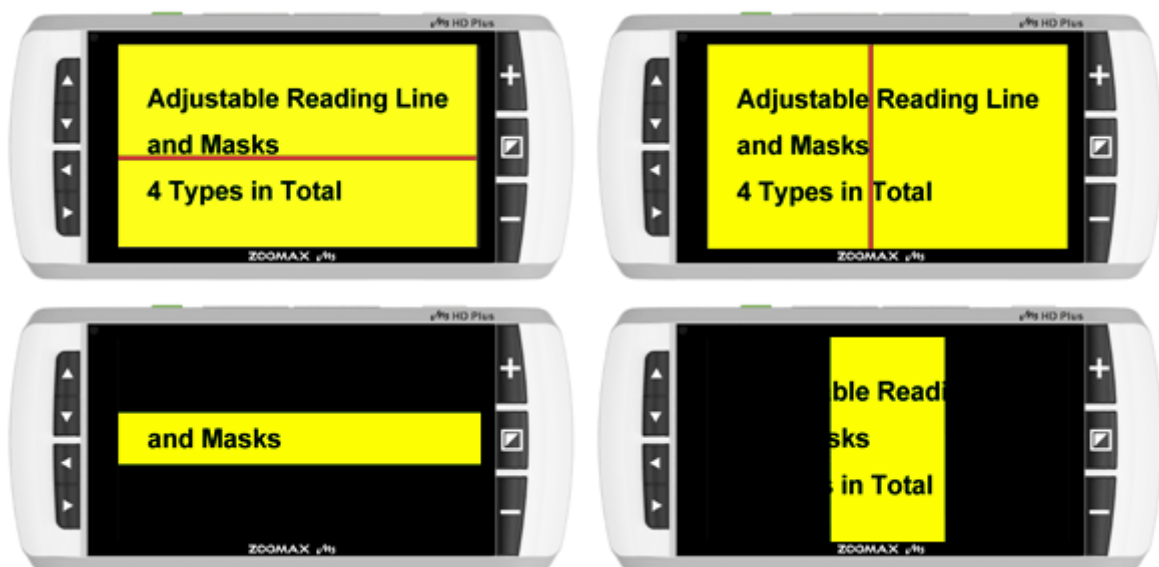 HD Plus
Adjustable Reading Line
and Masks
4 Types in Total
ZOOMAX
HD Plus
Adjustable Reading Line
and Masks
4 Types in Total
ZOOMAX
HD Plus
and Masks
ZOOMAX
HD Plus
ble Readi
sks
in Total
ZOOMAX